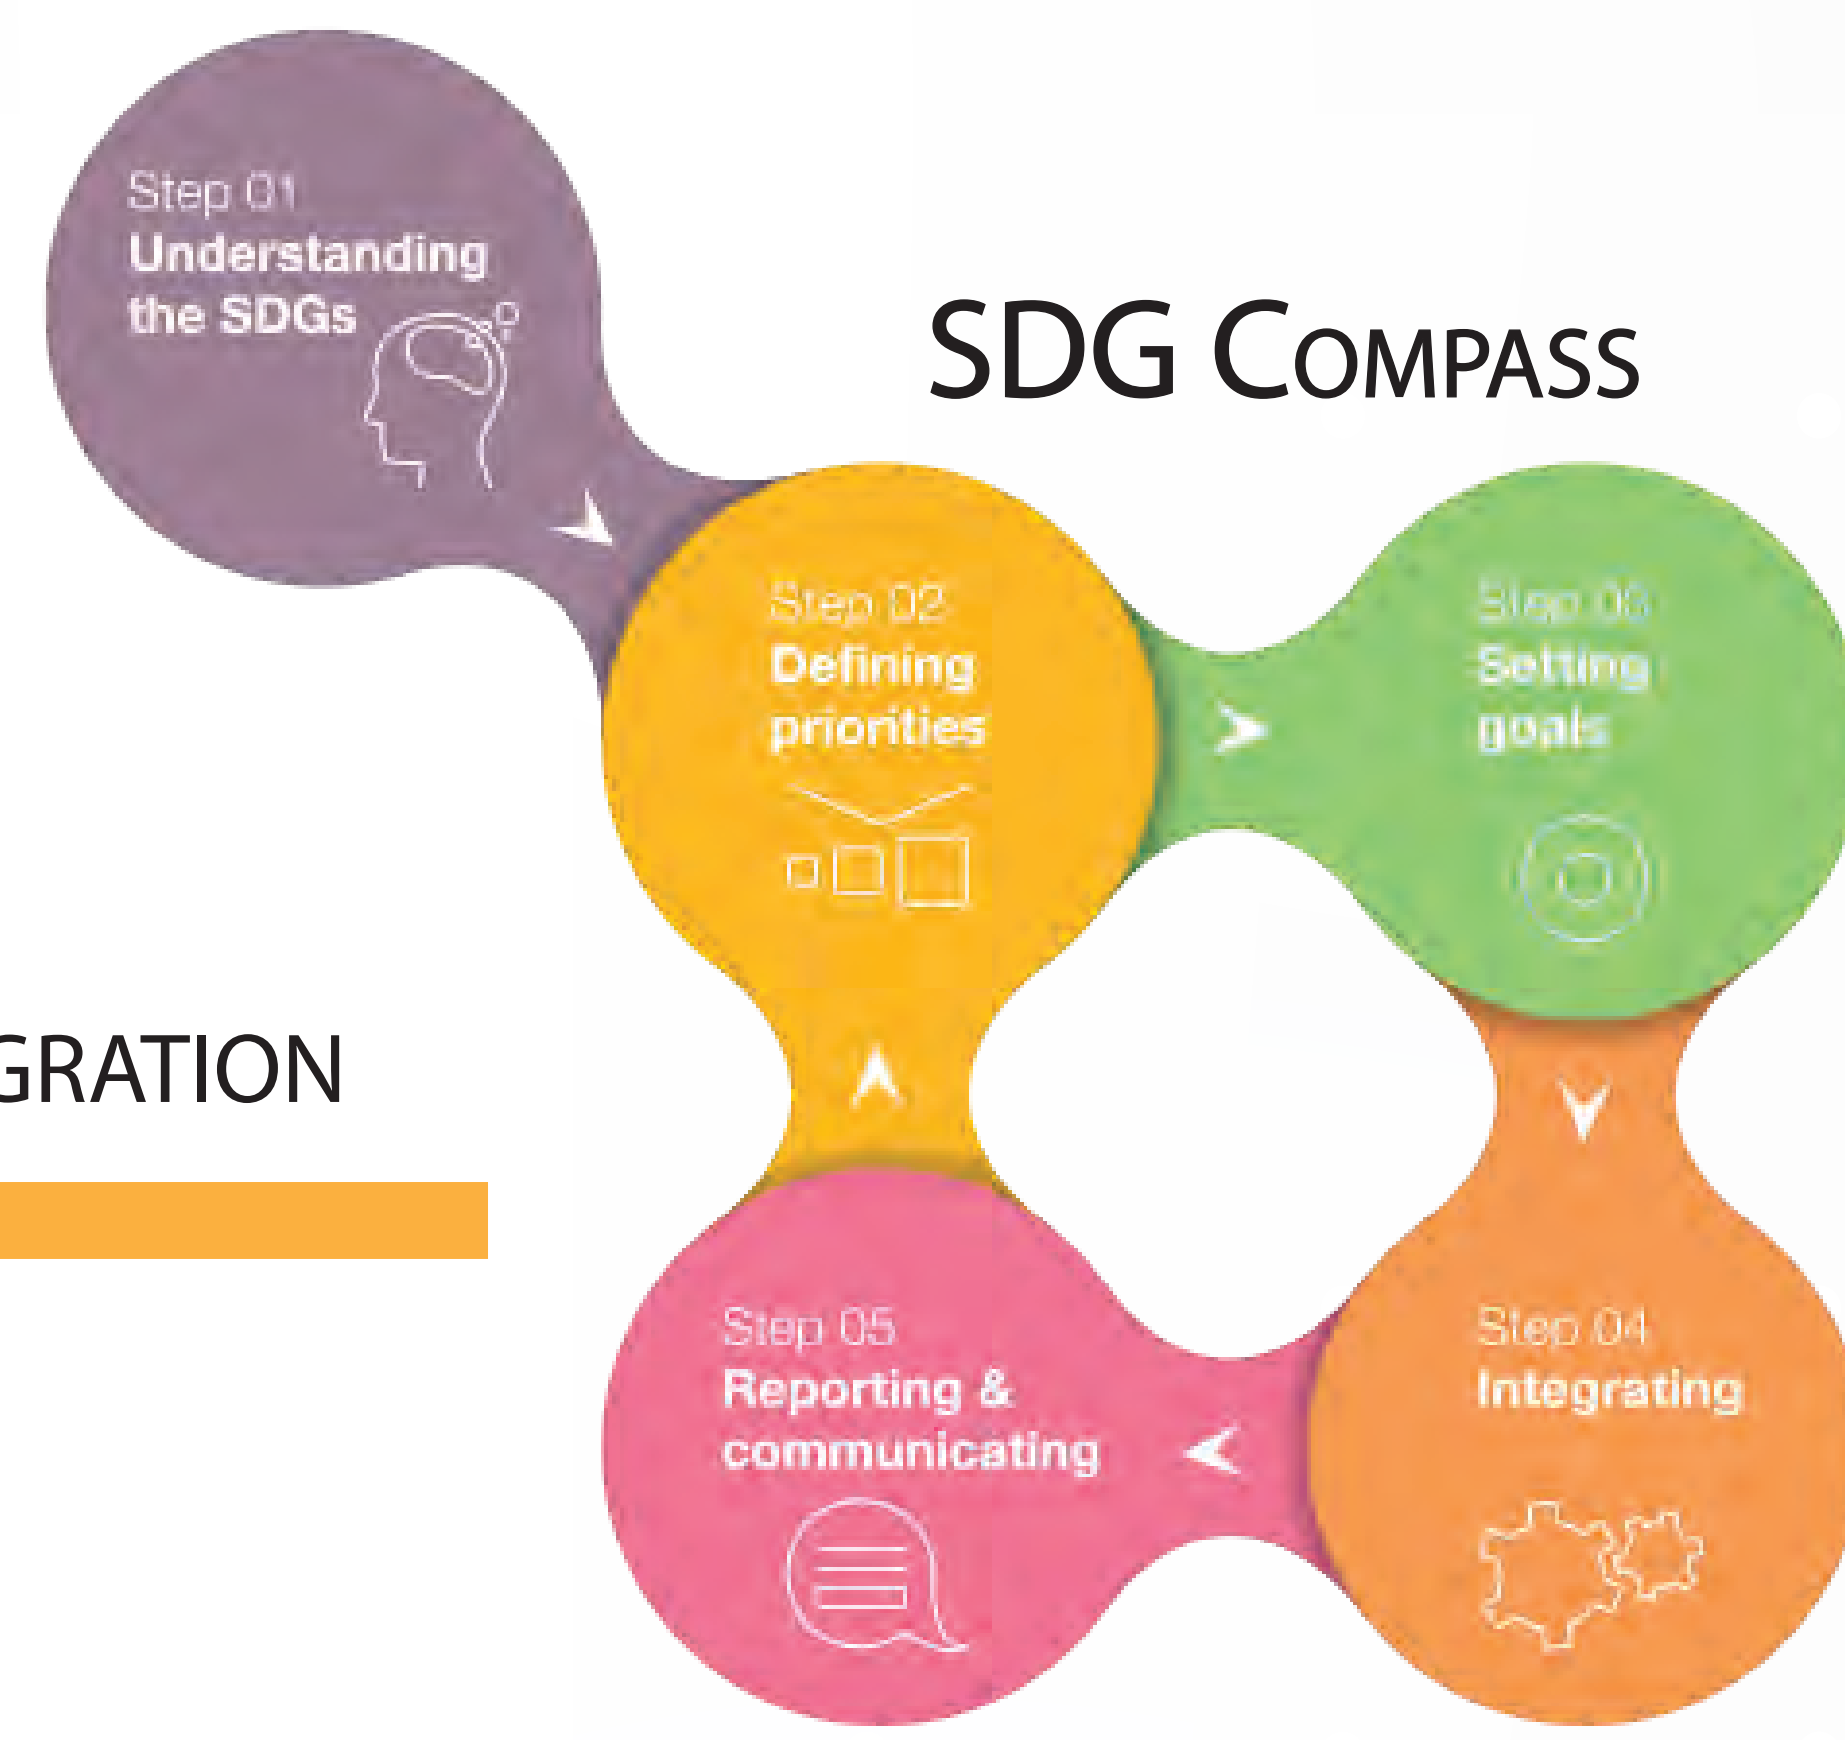 Step 01
Understanding
the SDGs
SDG COMPASS
Step 02
Defining
priorities
Step 03
Setting
goals
GRATION
Step 05
Reporting &
communicating
Step 04
Integrating